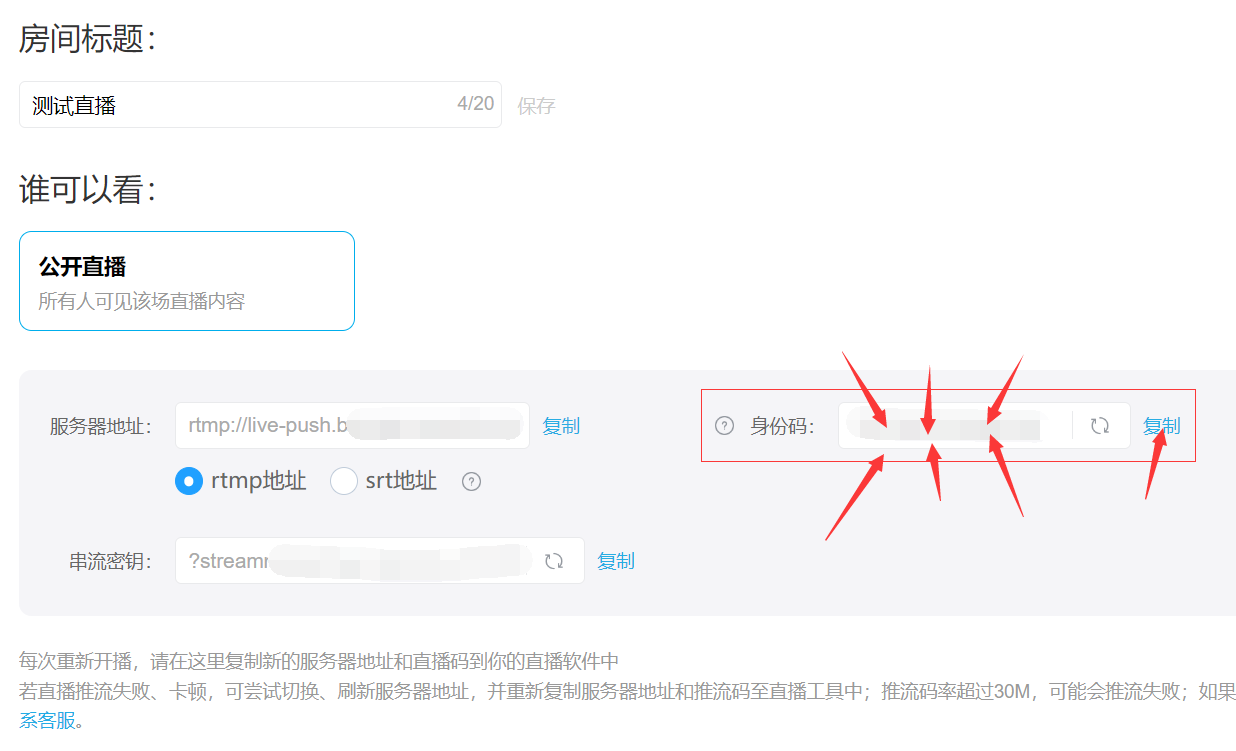 房间标题：
测试直播 4/20 保存
谁可以看：
公开直播
所有人可见该场直播内容
服务器地址： rtmp://live-push.b 复制 ? 身份码： 复制
rtmp地址 srt地址 ?
串流密钥： ?stream 复制
每次重新开播，请在这里复制新的服务器地址和直播码到你的直播软件中
若直播推流失败、卡顿，可尝试切换、刷新服务器地址，并重新复制服务器地址和推流码至直播工具中；推流码率超过30M，可能会推流失败；如果
系客服。